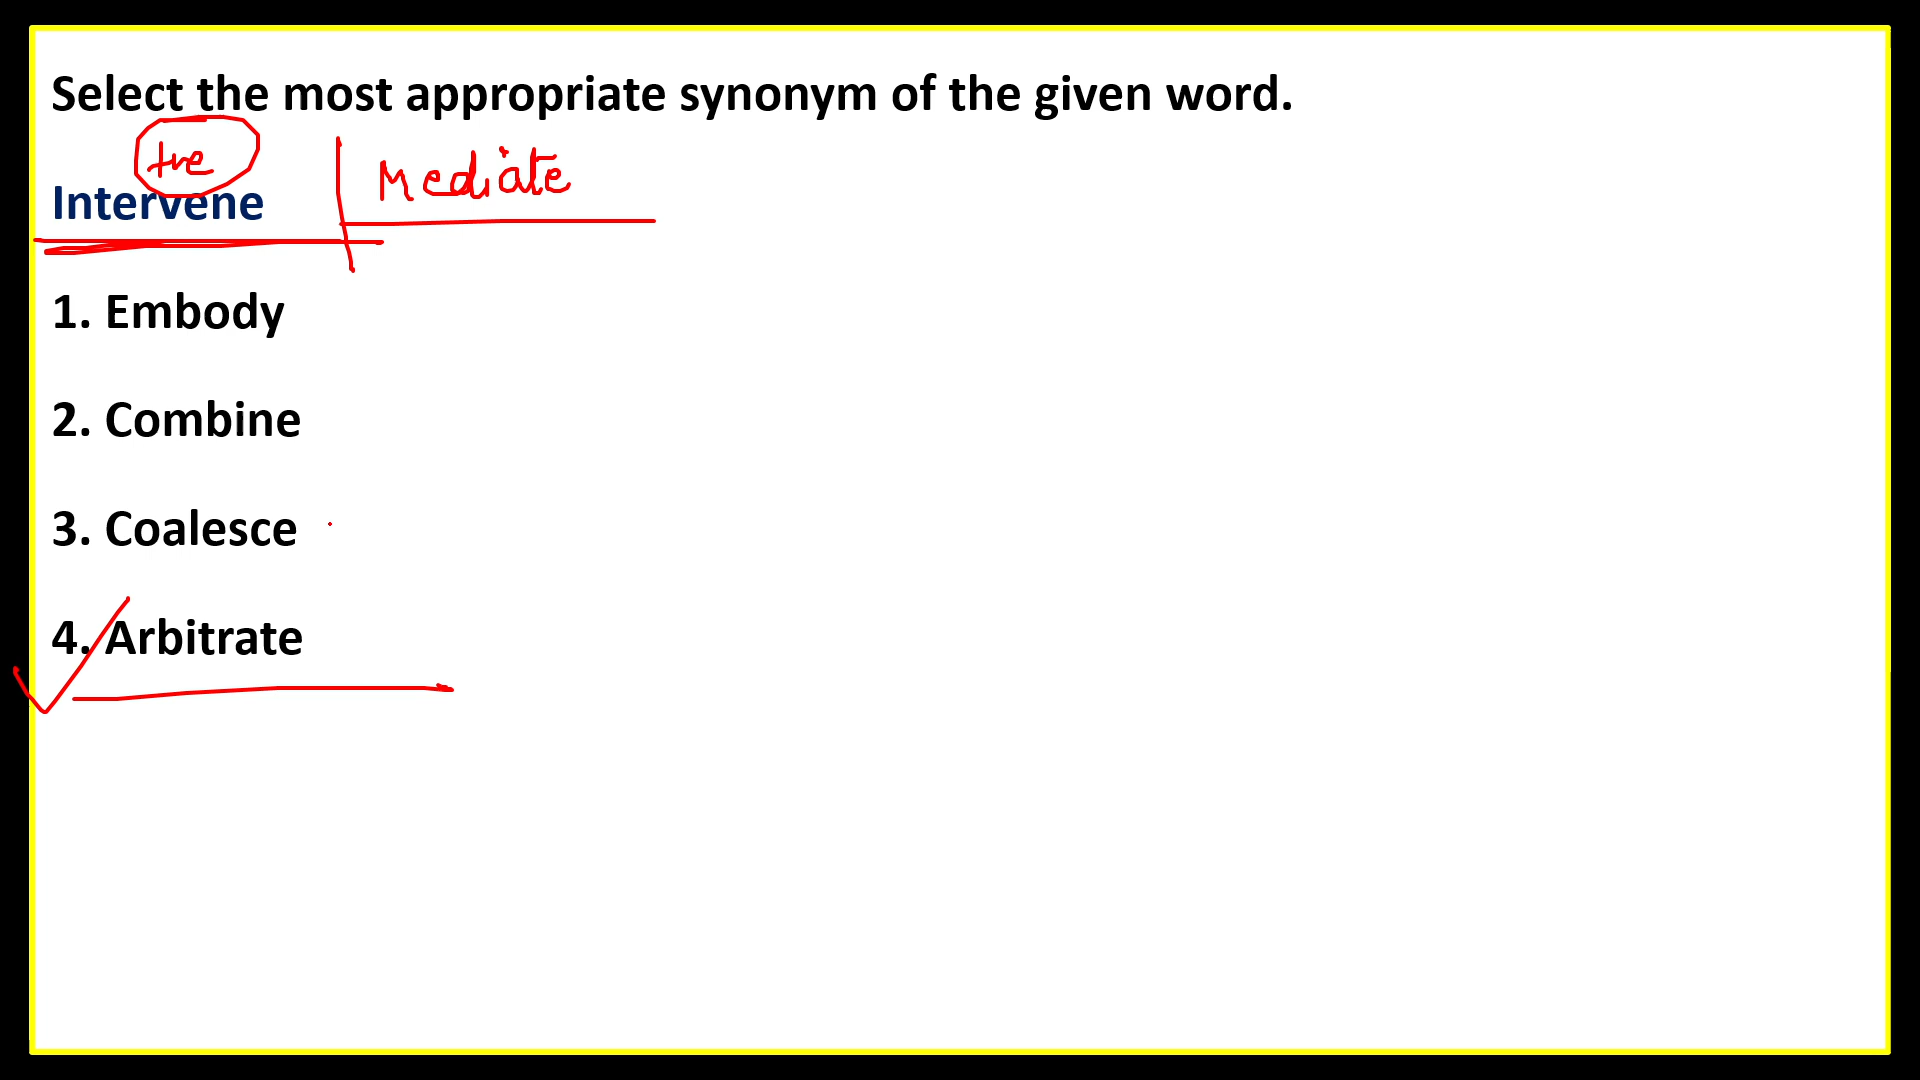 Select the most appropriate synonym of the given word.
+ve
Intervene Mediate
1. Embody
2. Combine
3. Coalesce
4. Arbitrate